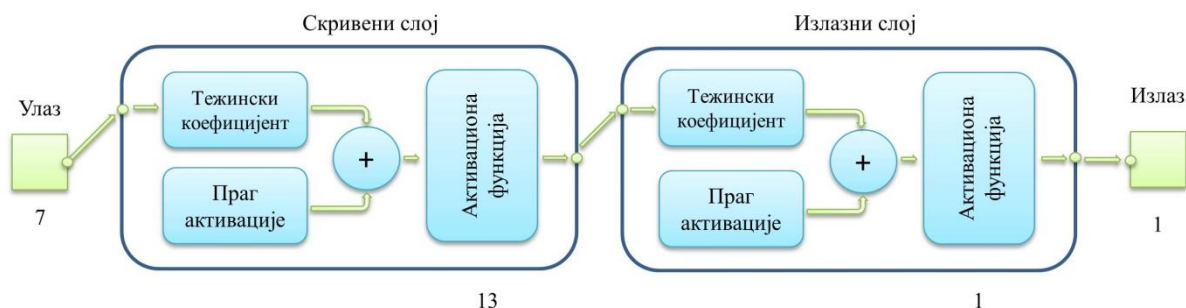 Скривени слој
Излазни слој
Улаз
7
Тежински
коефицијент
Праг
активације
+
Активациона
функција
13
Тежински
коефицијент
Праг
активације
+
Активациона
функција
1
Излаз
1